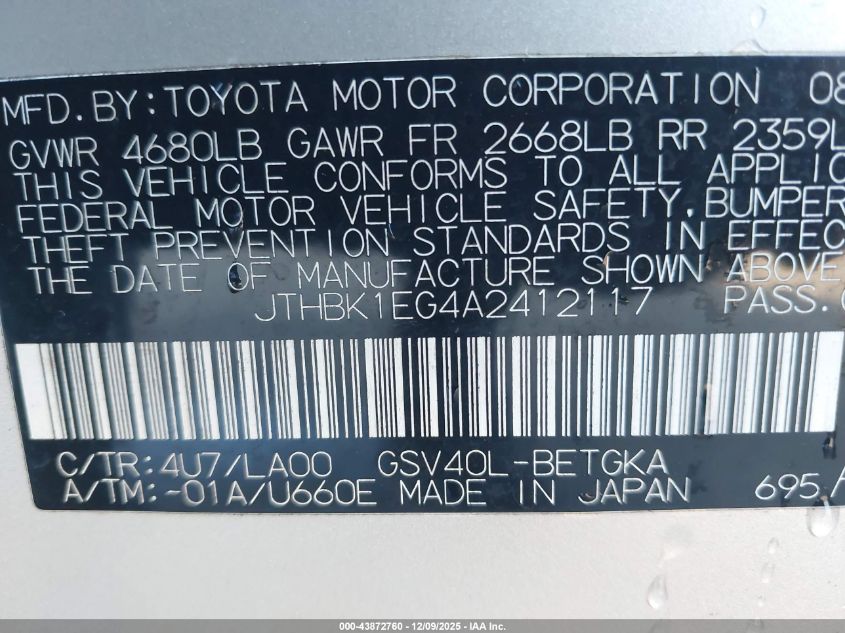 MFD. BY: TOYOTA MOTOR CORPORATION 08
GVWR 4680LB GAWR FR 2668LB RR 2359L
THIS VEHICLE CONFORMS TO ALL APPLIC
FEDERAL MOTOR VEHICLE SAFETY, BUMPER
THEFT PREVENTION STANDARDS IN EFFEC
THE DATE OF MANUFACTURE SHOWN ABOVE
JTHBK1EG4A2412117 PASS.
C/TR: 4U7/LA00 GSV40L-BETGKA
A/TM: -01A/U660E MADE IN JAPAN 695
000-43872760 - 12/09/2025 - IAA Inc.